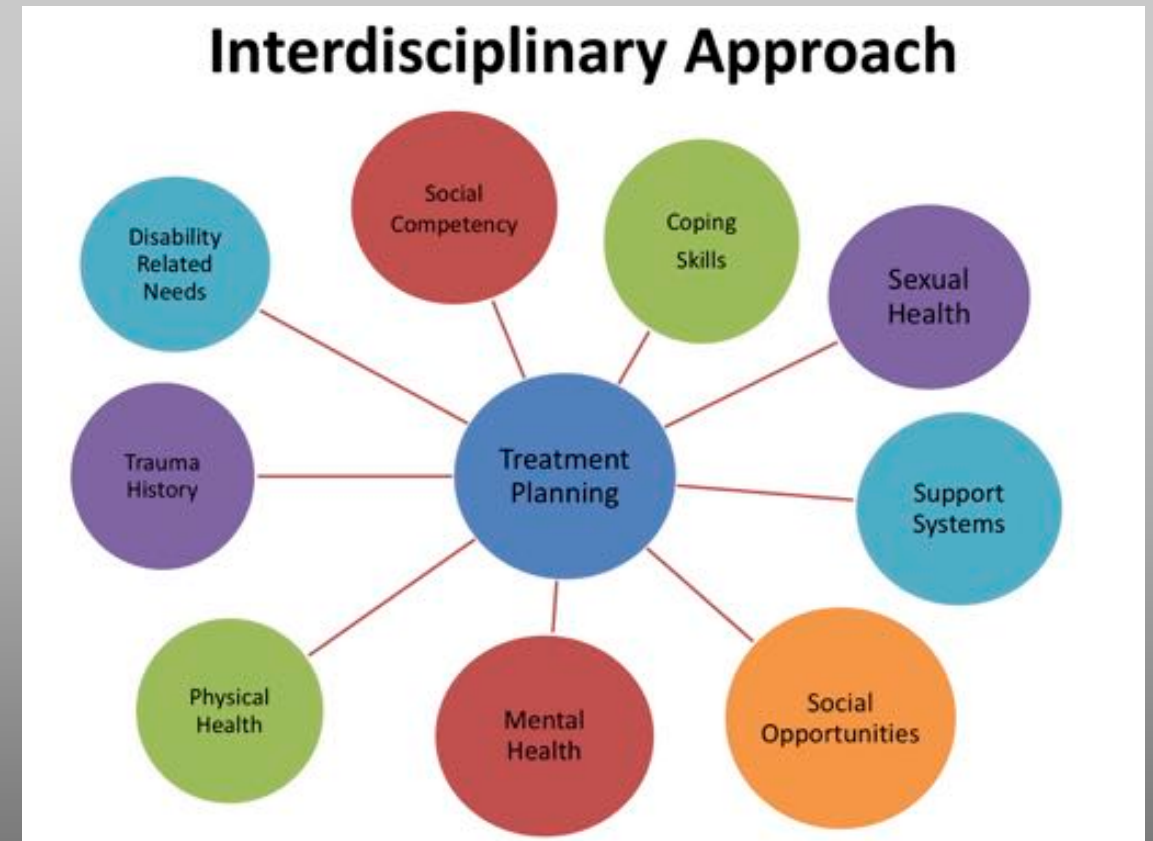 Interdisciplinary Approach
Social
Competency
Coping
Skills
Disability
Related
Needs
Sexual
Health
Trauma
History
Treatment
Planning
Support
Systems
Physical
Health
Mental
Health
Social
Opportunities